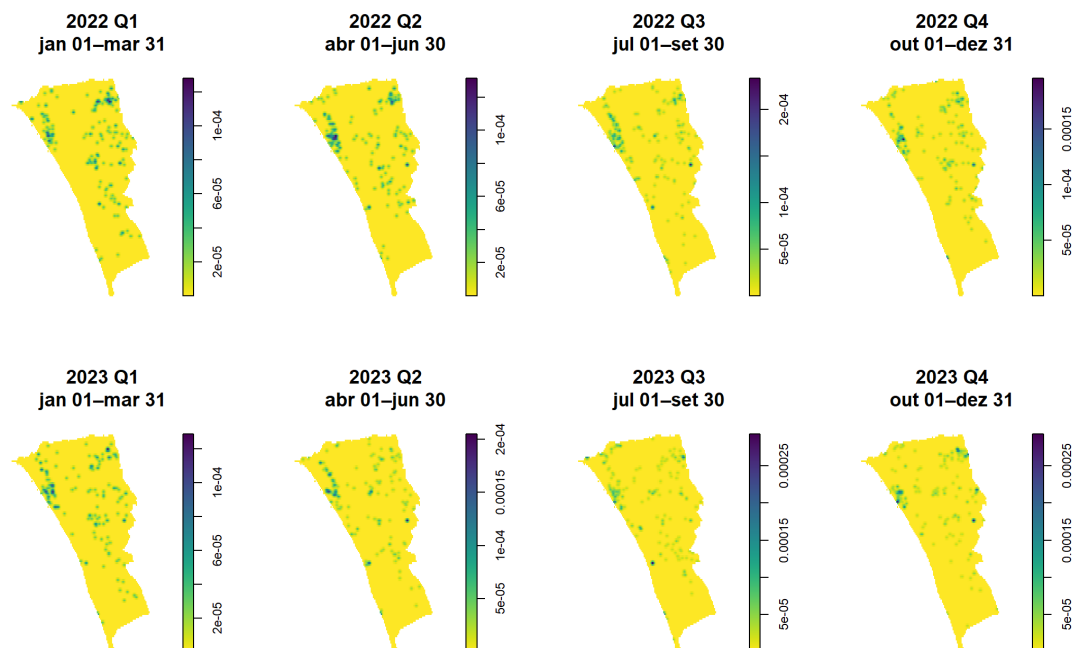 2022 Q1
jan 01–mar 31
2022 Q2
abr 01–jun 30
2022 Q3
jul 01–set 30
2022 Q4
out 01–dez 31
2e-05 6e-05 1e-04
2e-05 6e-05 1e-04
5e-05 1e-04 2e-04
5e-05 1e-04 0.00015
2023 Q1
jan 01–mar 31
2023 Q2
abr 01–jun 30
2023 Q3
jul 01–set 30
2023 Q4
out 01–dez 31
2e-05 6e-05 1e-04
5e-05 1e-04 0.00015 2e-04
5e-05 0.00015 0.00025
5e-05 0.00015 0.00025